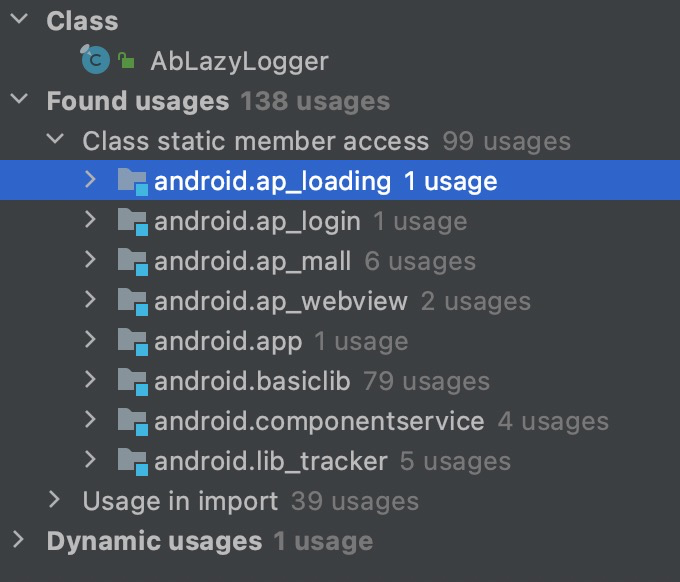 Class
AbLazyLogger
Found usages 138 usages
Class static member access 99 usages
android.ap_loading 1 usage
android.ap_login 1 usage
android.ap_mall 6 usages
android.ap_webview 2 usages
android.app 1 usage
android.basiclib 79 usages
android.componentservice 4 usages
android.lib_tracker 5 usages
Usage in import 39 usages
Dynamic usages 1 usage